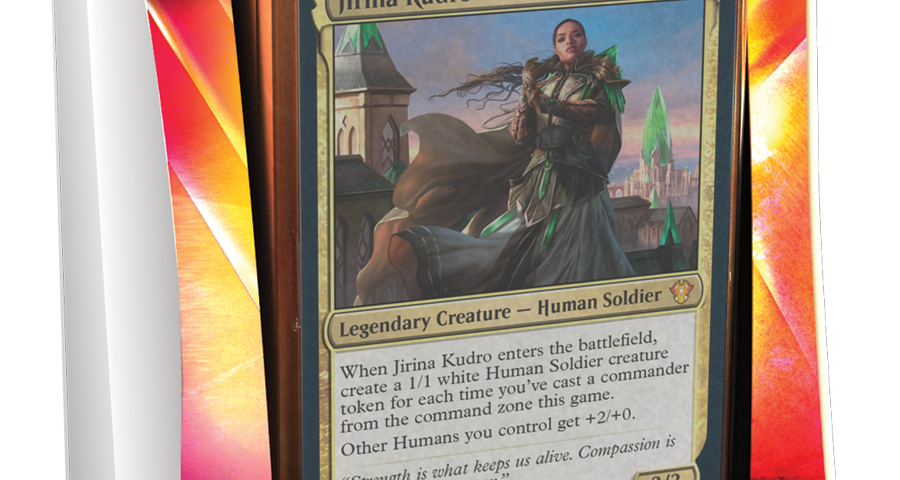 Jirina Kudro
Legendary Creature — Human Soldier
When Jirina Kudro enters the battlefield,
create a 1/1 white Human Soldier creature
token for each time you've cast a commander
from the command zone this game.
Other Humans you control get +2/+0.
"Strength is what keeps us alive. Compassion is